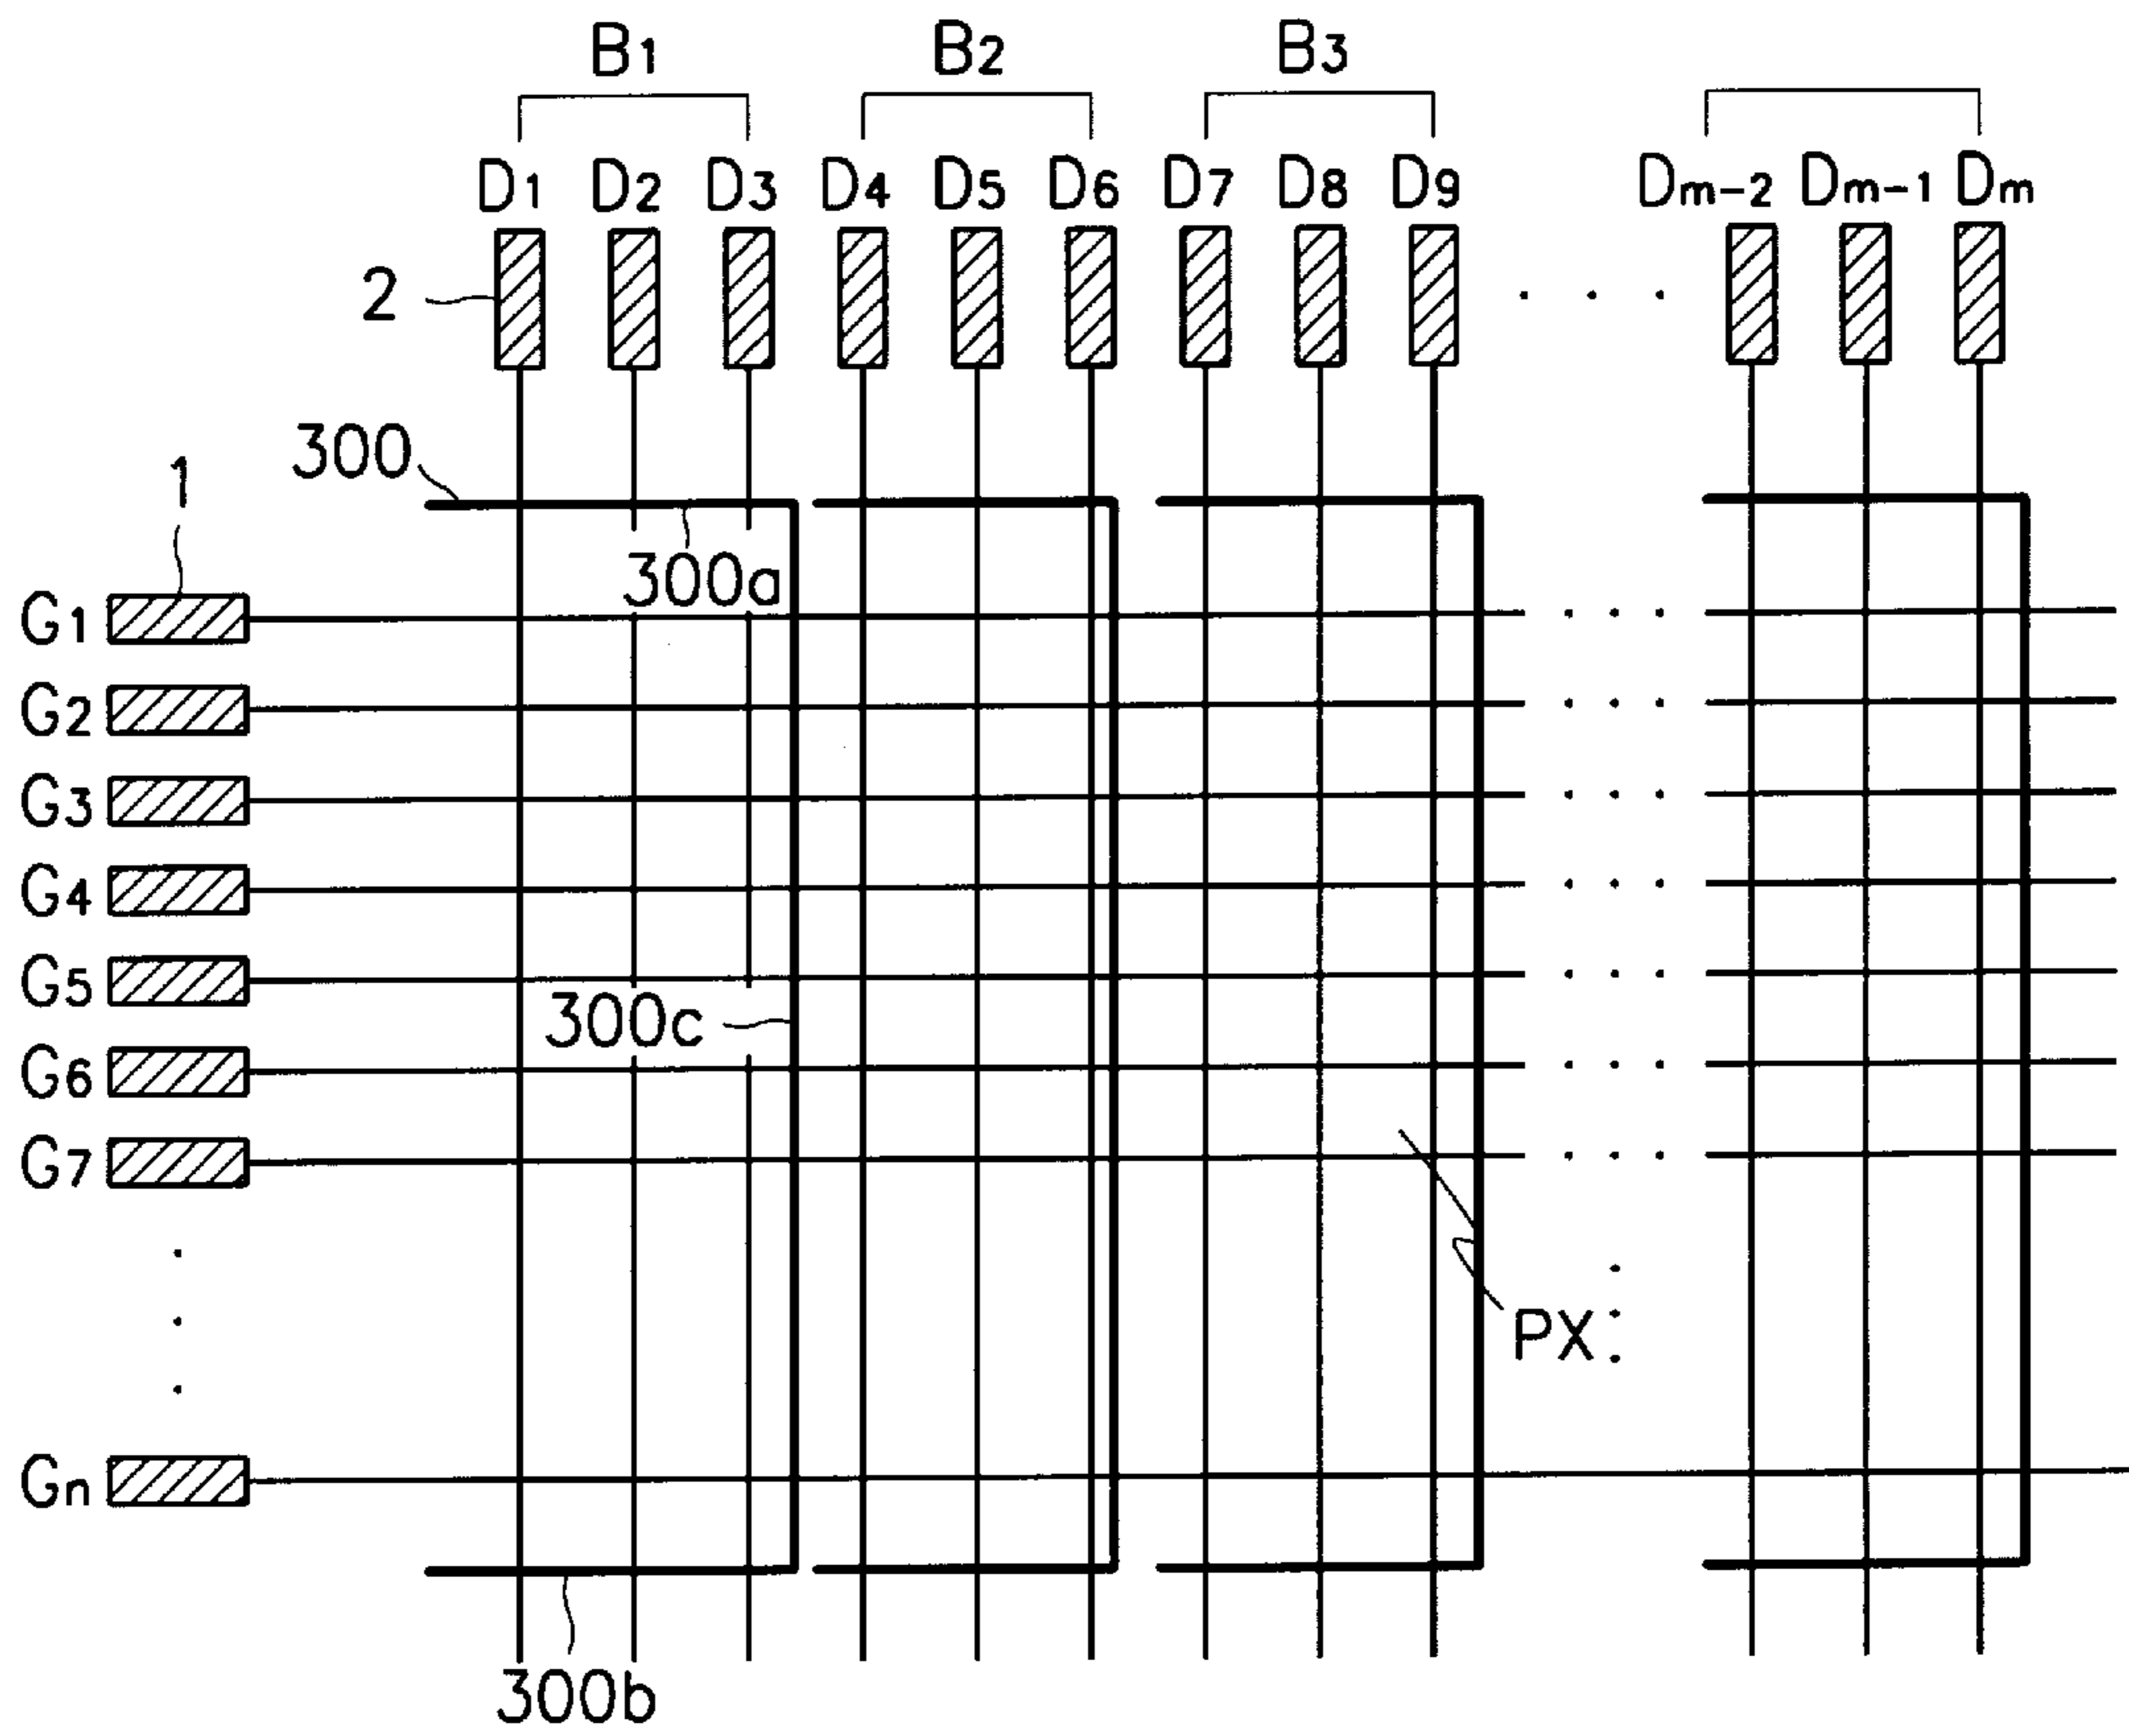 B1 B2 B3
D1 D2 D3 D4 D5 D6 D7 D8 D9 Dm-2 Dm-1 Dm
2
300
1
300a
G1
G2
G3
G4
G5
300c
G6
G7
PX
Gn
300b